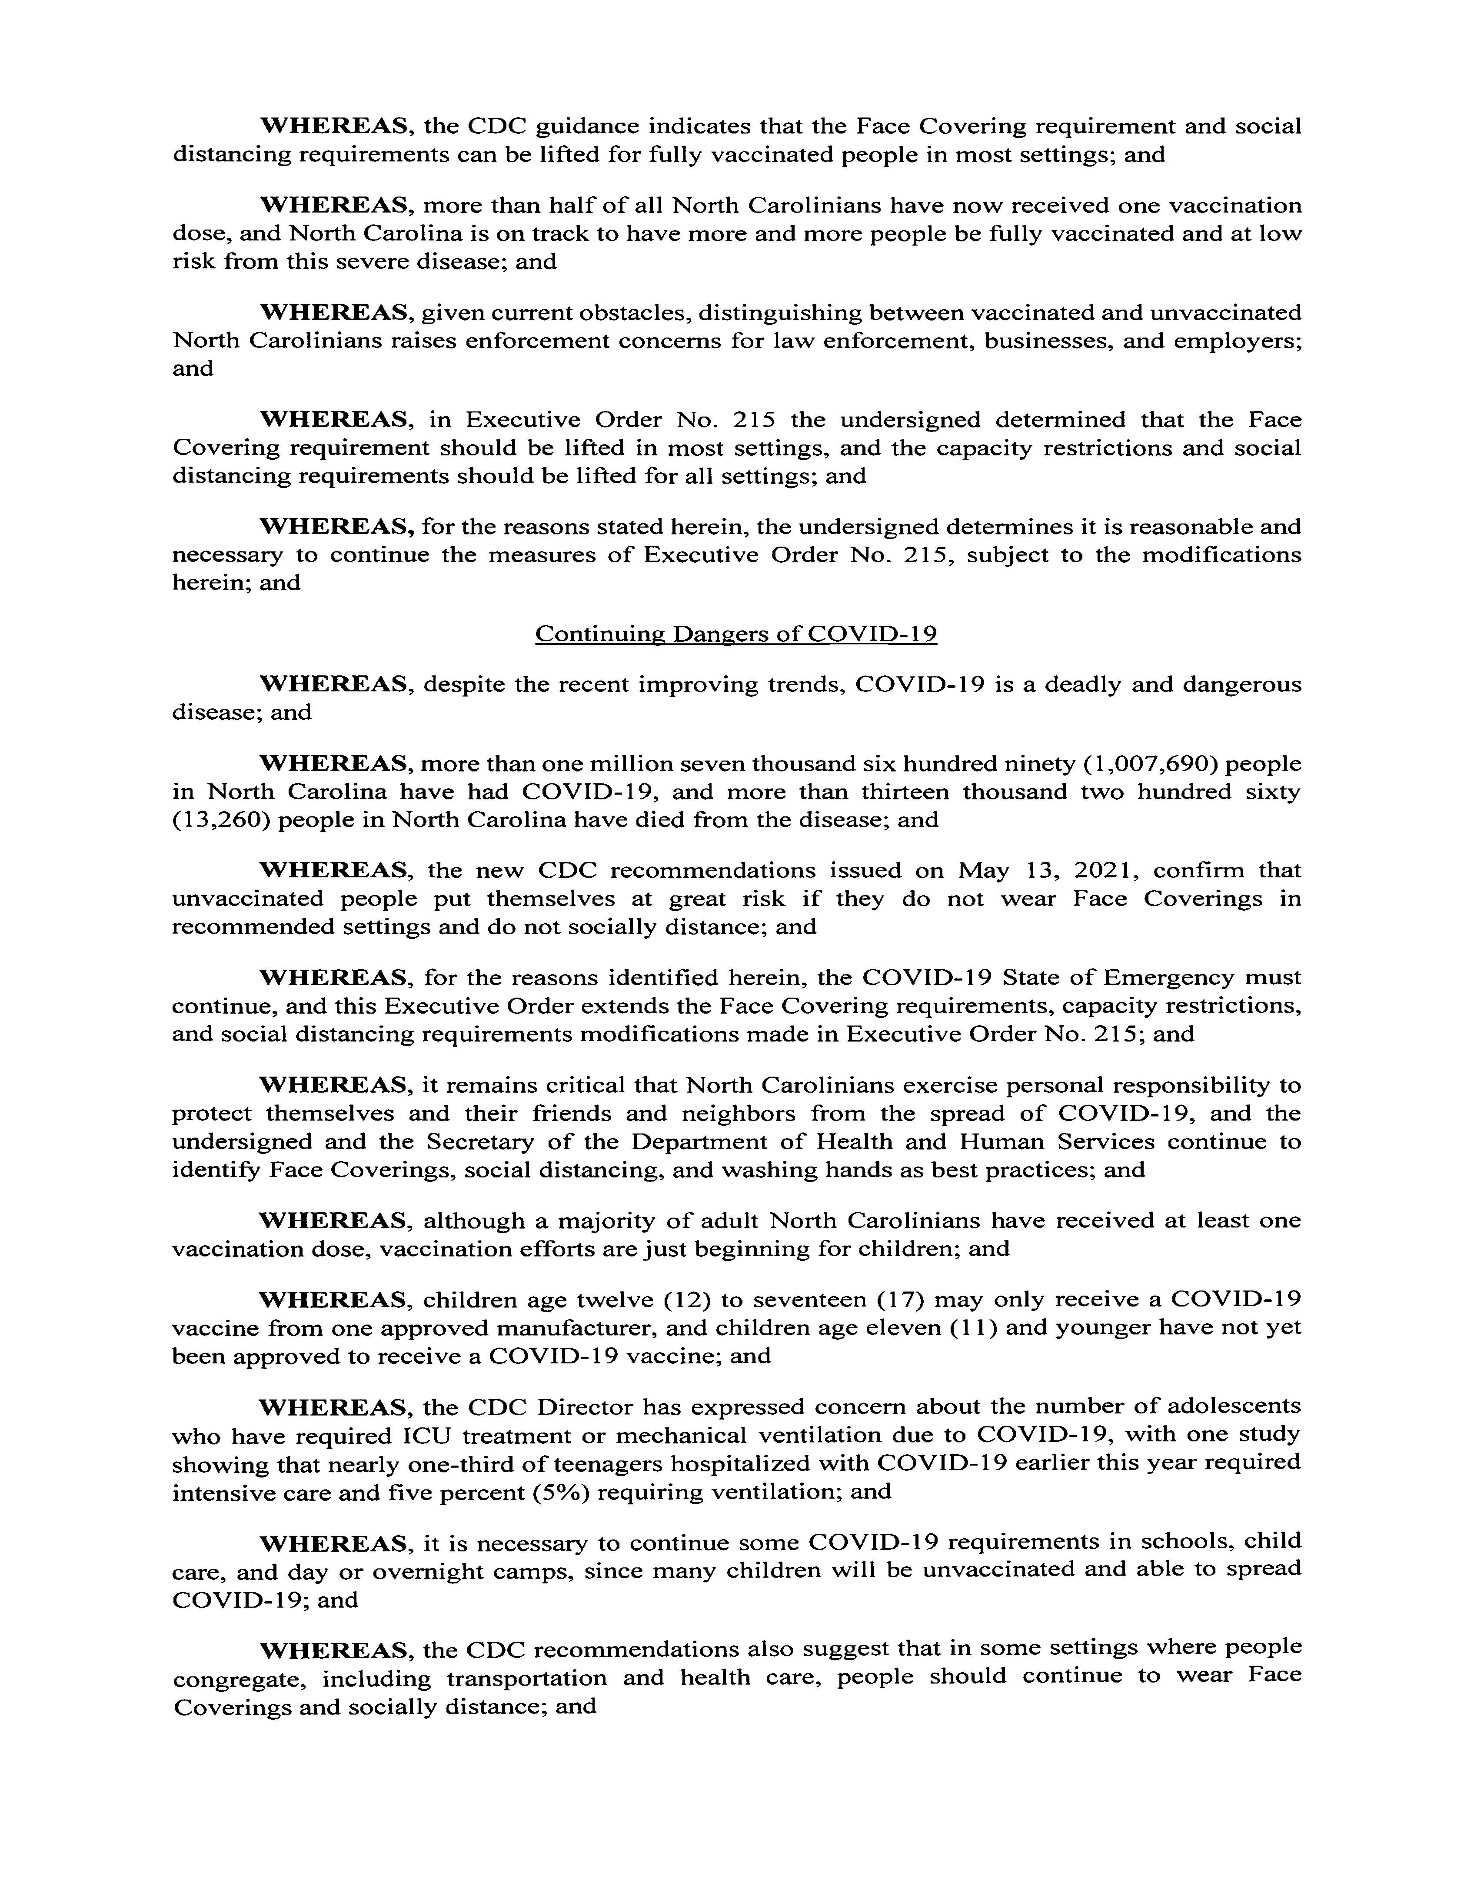 WHEREAS, the CDC guidance indicates that the Face Covering requirement and social
distancing requirements can be lifted for fully vaccinated people in most settings; and
WHEREAS, more than half of all North Carolinians have now received one vaccination
dose, and North Carolina is on track to have more and more people be fully vaccinated and at low
risk from this severe disease; and
WHEREAS, given current obstacles, distinguishing between vaccinated and unvaccinated
North Carolinians raises enforcement concerns for law enforcement, businesses, and employers;
and
WHEREAS, in Executive Order No. 215 the undersigned determined that the Face
Covering requirement should be lifted in most settings, and the capacity restrictions and social
distancing requirements should be lifted for all settings; and
WHEREAS, for the reasons stated herein, the undersigned determines it is reasonable and
necessary to continue the measures of Executive Order No. 215, subject to the modifications
herein; and
Continuing Dangers of COVID-19
WHEREAS, despite the recent improving trends, COVID-19 is a deadly and dangerous
disease; and
WHEREAS, more than one million seven thousand six hundred ninety (1,007,690) people
in North Carolina have had COVID-19, and more than thirteen thousand two hundred sixty
(13,260) people in North Carolina have died from the disease; and
WHEREAS, the new CDC recommendations issued on May 13, 2021, confirm that
unvaccinated people put themselves at great risk if they do not wear Face Coverings in
recommended settings and do not socially distance; and
WHEREAS, for the reasons identified herein, the COVID-19 State of Emergency must
continue, and this Executive Order extends the Face Covering requirements, capacity restrictions,
and social distancing requirements modifications made in Executive Order No. 215; and
WHEREAS, it remains critical that North Carolinians exercise personal responsibility to
protect themselves and their friends and neighbors from the spread of COVID-19, and the
undersigned and the Secretary of the Department of Health and Human Services continue to
identify Face Coverings, social distancing, and washing hands as best practices; and
WHEREAS, although a majority of adult North Carolinians have received at least one
vaccination dose, vaccination efforts are just beginning for children; and
WHEREAS, children age twelve (12) to seventeen (17) may only receive a COVID-19
vaccine from one approved manufacturer, and children age eleven (11) and younger have not yet
been approved to receive a COVID-19 vaccine; and
WHEREAS, the CDC Director has expressed concern about the number of adolescents
who have required ICU treatment or mechanical ventilation due to COVID-19, with one study
showing that nearly one-third of teenagers hospitalized with COVID-19 earlier this year required
intensive care and five percent (5%) requiring ventilation; and
WHEREAS, it is necessary to continue some COVID-19 requirements in schools, child
care, and day or overnight camps, since many children will be unvaccinated and able to spread
COVID-19; and
WHEREAS, the CDC recommendations also suggest that in some settings where people
congregate, including transportation and health care, people should continue to wear Face
Coverings and socially distance; and